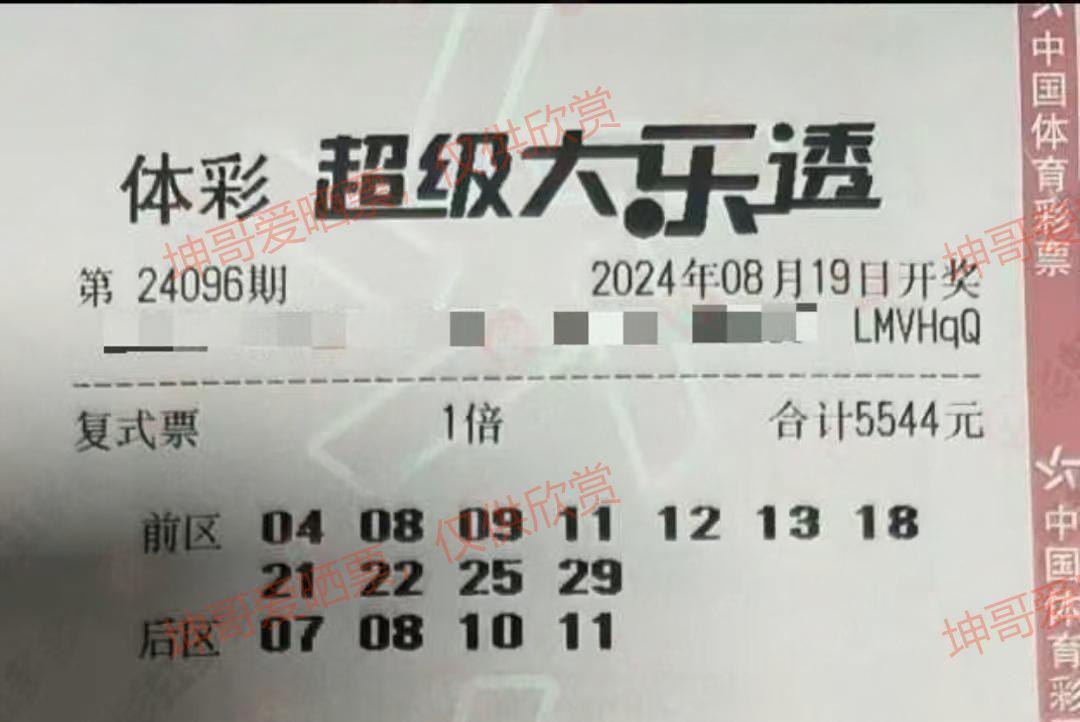 体彩 超级大乐透
第 24096期 2024年08月19日开奖
LMVHqQ
复式票 1倍 合计5544元
前区 04 08 09 11 12 13 18
21 22 25 29
后区 07 08 10 11
中国体育彩票
中国体育彩
坤哥爱晒票,仅供欣赏
坤哥爱晒票,仅供欣赏
坤哥爱
坤哥爱